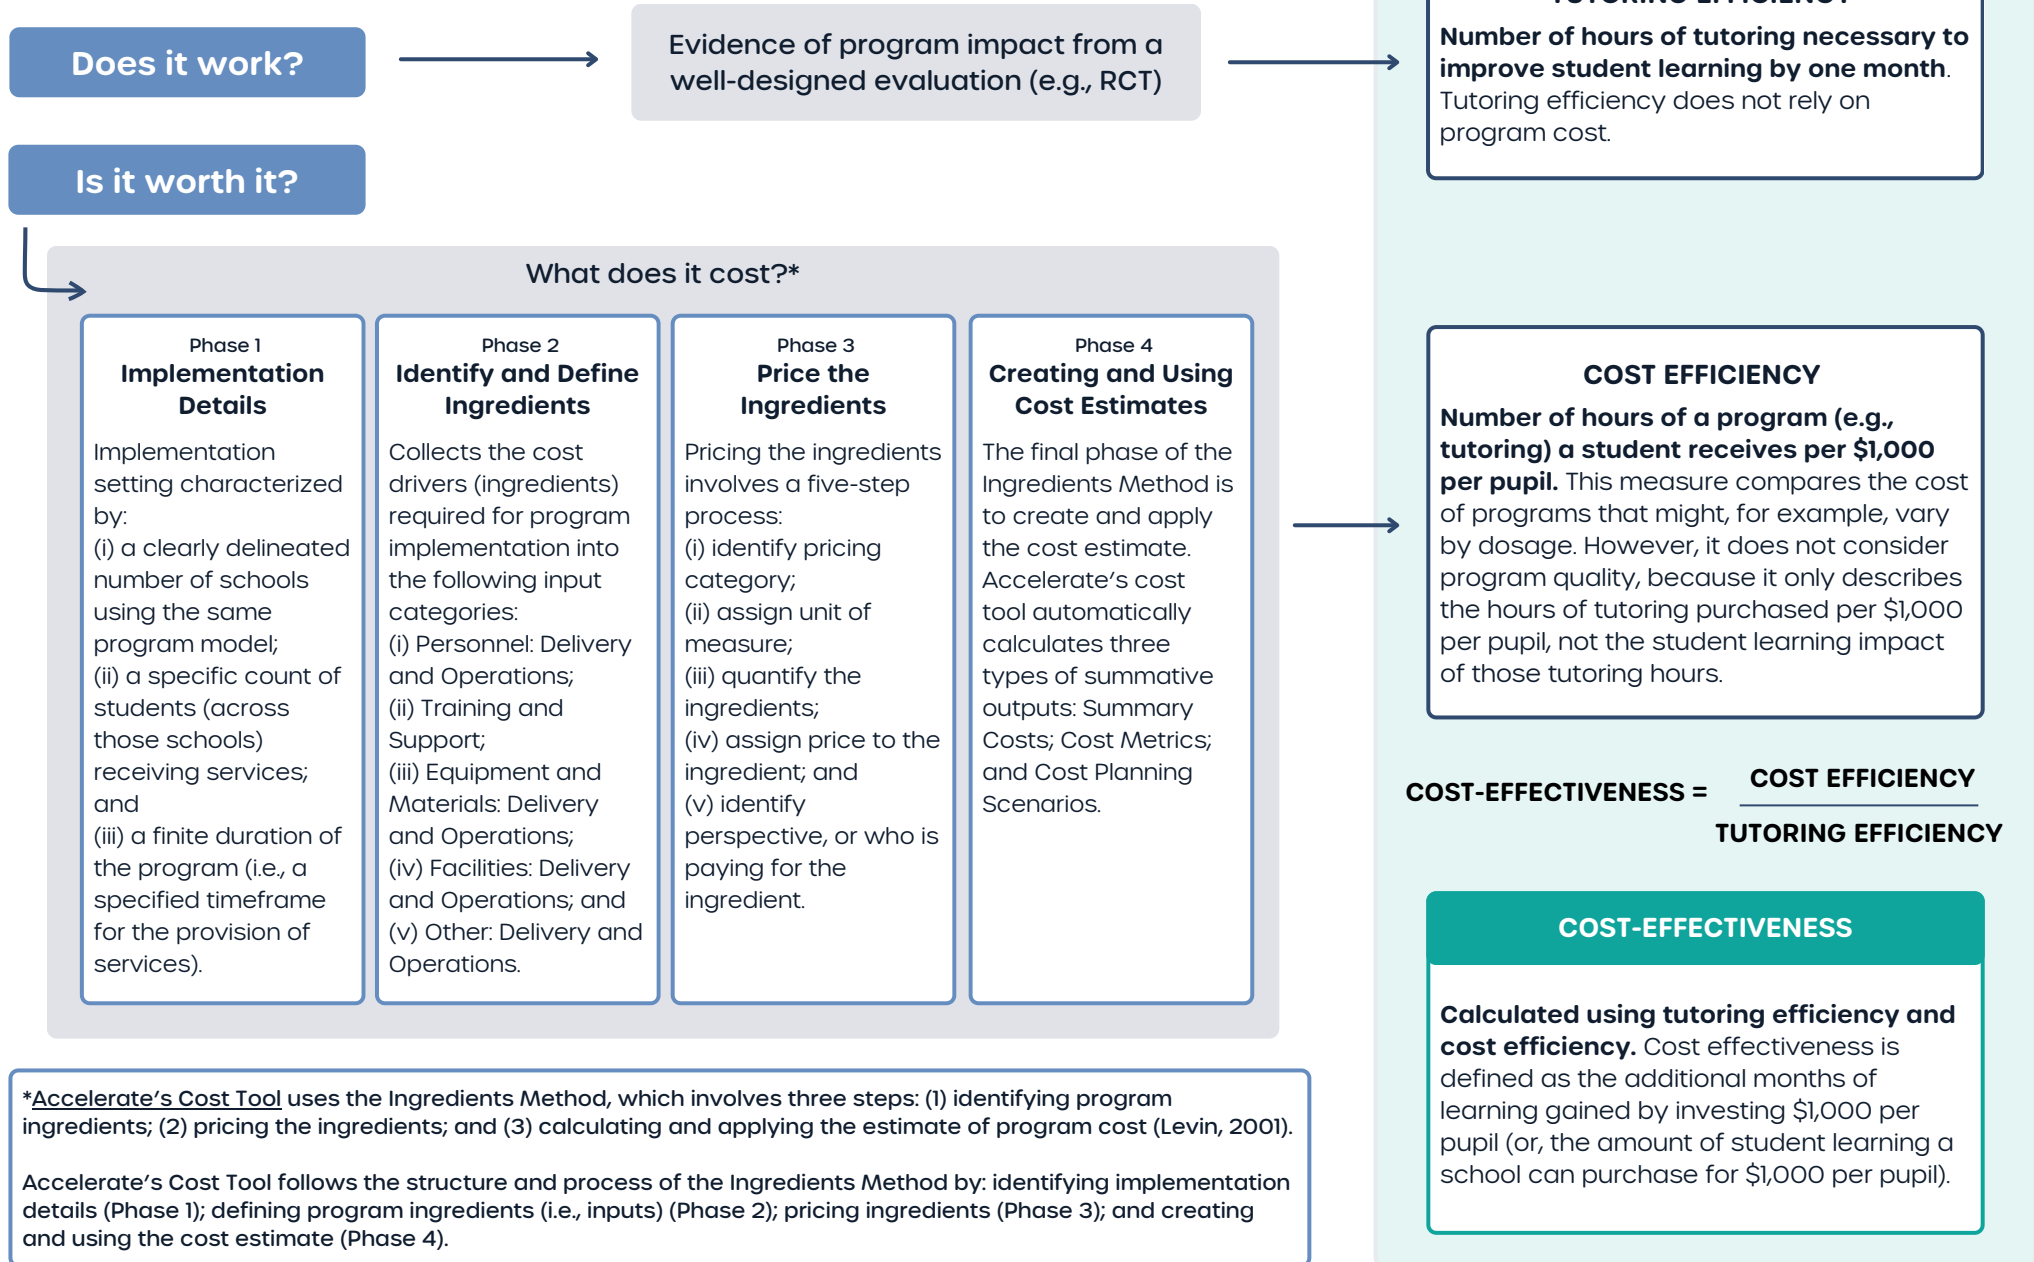 Does it work?
Evidence of program impact from a
well-designed evaluation (e.g., RCT)
TUTORING EFFICIENCY
Number of hours of tutoring necessary to
improve student learning by one month.
Tutoring efficiency does not rely on
program cost.
Is it worth it?
What does it cost?*
Phase 1
Implementation
Details
Implementation
setting characterized
by:
(i) a clearly delineated
number of schools
using the same
program model;
(ii) a specific count of
students (across
those schools)
receiving services;
and
(iii) a finite duration of
the program (i.e., a
specified timeframe
for the provision of
services).
Phase 2
Identify and Define
Ingredients
Collects the cost
drivers (ingredients)
required for program
implementation into
the following input
categories:
(i) Personnel: Delivery
and Operations;
(ii) Training and
Support;
(iii) Equipment and
Materials: Delivery
and Operations;
(iv) Facilities: Delivery
and Operations; and
(v) Other: Delivery and
Operations.
Phase 3
Price the
Ingredients
Pricing the ingredients
involves a five-step
process:
(i) identify pricing
category;
(ii) assign unit of
measure;
(iii) quantify the
ingredients;
(iv) assign price to the
ingredient; and
(v) identify
perspective, or who is
paying for the
ingredient.
Phase 4
Creating and Using
Cost Estimates
The final phase of the
Ingredients Method is
to create and apply
the cost estimate.
Accelerate's cost
tool automatically
calculates three
types of summative
outputs: Summary
Costs; Cost Metrics;
and Cost Planning
Scenarios.
COST EFFICIENCY
Number of hours of a program (e.g.,
tutoring) a student receives per $1,000
per pupil. This measure compares the cost
of programs that might, for example, vary
by dosage. However, it does not consider
program quality, because it only describes
the hours of tutoring purchased per $1,000
per pupil, not the student learning impact
of those tutoring hours.
COST EFFICIENCY
COST-EFFECTIVENESS =
TUTORING EFFICIENCY
COST-EFFECTIVENESS
Calculated using tutoring efficiency and
cost efficiency. Cost effectiveness is
defined as the additional months of
learning gained by investing $1,000 per
pupil (or, the amount of student learning a
school can purchase for $1,000 per pupil).
*Accelerate's Cost Tool uses the Ingredients Method, which involves three steps: (1) identifying program
ingredients; (2) pricing the ingredients; and (3) calculating and applying the estimate of program cost (Levin, 2001).
Accelerate's Cost Tool follows the structure and process of the Ingredients Method by: identifying implementation
details (Phase 1); defining program ingredients (i.e., inputs) (Phase 2); pricing ingredients (Phase 3); and creating
and using the cost estimate (Phase 4).